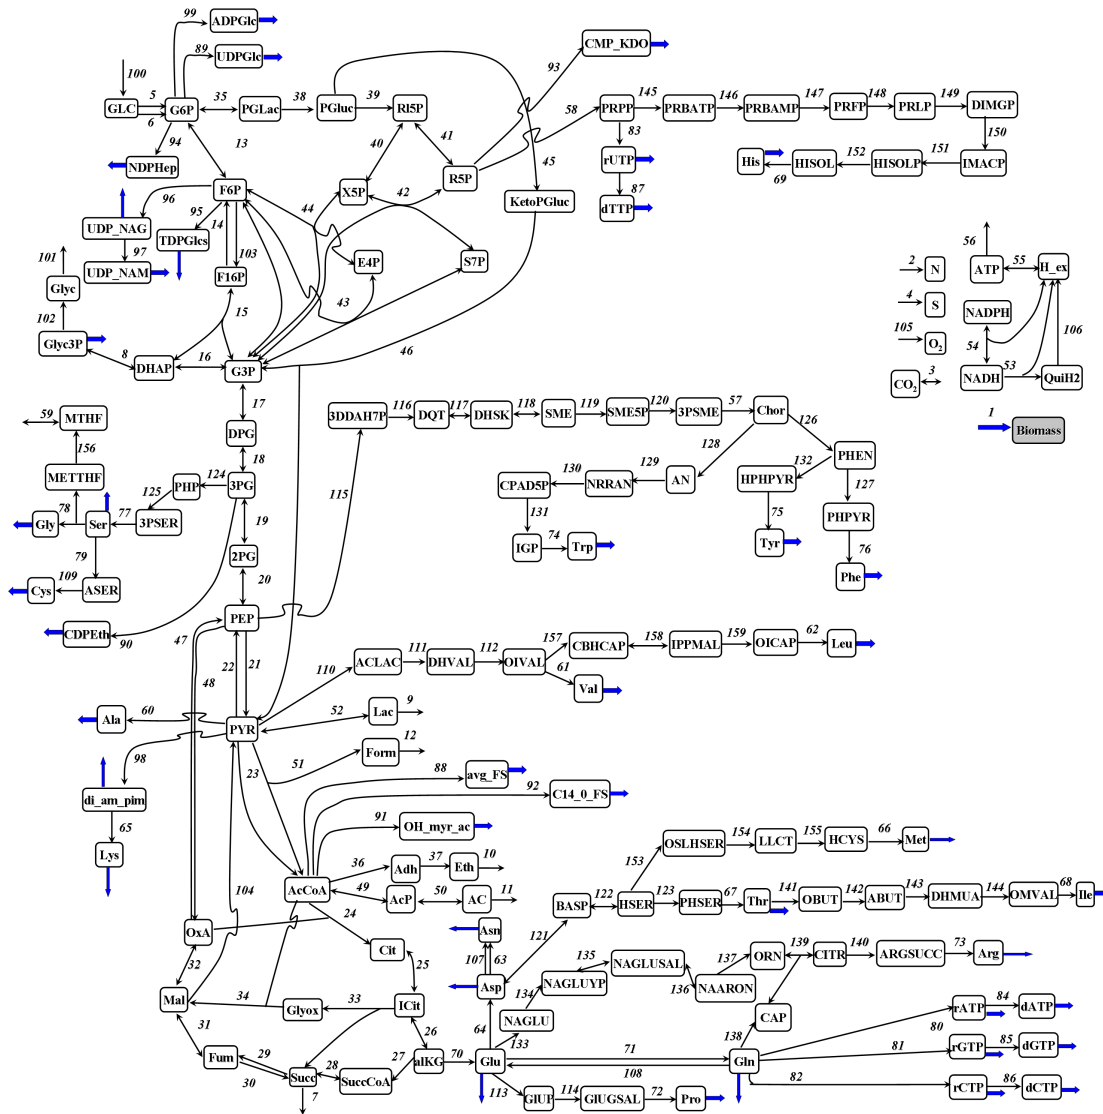 99 ADPGlc
89 UDPGlc
CMP_KDO
100
93
GLC 5 6 G6P 35 PGLac 38 PGluc 39 RI5P
58 PRPP 145 PRBATP 146 PRBAMP 147 PRFP 148 PRLP 149 DIMGP
94 13 40 41 45 83 150
NDPHep R5P rUTP His 69 HISOL 152 HISOLP 151 IMACP
96 F6P 44 X5P 42 KetoPGluc 87 dTTP
UDP_NAG 95 14
TDPGlcs 103
97
101 UDP_NAM F16P E4P S7P
Glyc
102 15 43
Glyc3P 8 DHAP 16 G3P 46
2 N 56 ATP 55 H_ex
4 S NADPH
105 O2 54 53 106
CO2 3 NADH QuiH2
1 Biomass
17
59 MTHF DPG 3DDAH7P 116 DQT 117 DHSK 118 SME 119 SME5P 120 3PSME 57 Chor 126
156 18 128 PHEN
METTHF PHP 124 3PG 115 CPAD5P 130 NRRAN 129 AN HPHPYR 132 127
78 125
Gly Ser 77 3PSER 19 131 75 PHPYR
79 2PG IGP 74 Trp Tyr 76
Cys 109 ASER 20 Phe
CDPEth 90 47 PEP
22 21 110 ACLAC 111 DHVAL 112 OIVAL 157 CBHCAP 158 IPPMAL 159 OICAP 62 Leu
48 61 Val
Ala 60 PYR 52 Lac 9
98 23 51 Form 12
di_am_pim 88 avg_FS
65 92 C14_0_FS
Lys 91 OH_myr_ac
104 36 Adh 37 Eth 10
AcCoA 49 AcP 50 AC 11
24
OSLHSER 154 LLCT 155 HCYS 66 Met
153
BASP 122 HSER 123 PHSER 67 Thr 141 OBUT 142 ABUT 143 DHMUA 144 OMVAL 68 Ile
OxA Cit Asn 121
32 25 107 63 135 NAGLUSAL 137 ORN 139 CITR 140 ARGSUCC 73 Arg
Mal 34 Glyox 33 ICit Asp 134 NAGLUYP 136 NAARON
31 26 64 NAGLU CAP rATP 84 dATP
133 138 80
Fum 29 28 27 alKG 70 Glu 71 Gln 81 rGTP 85 dGTP
30 Succ SuccCoA 108
7 113 GlUP 114 GlUGSAL 72 Pro 82 rCTP 86 dCTP